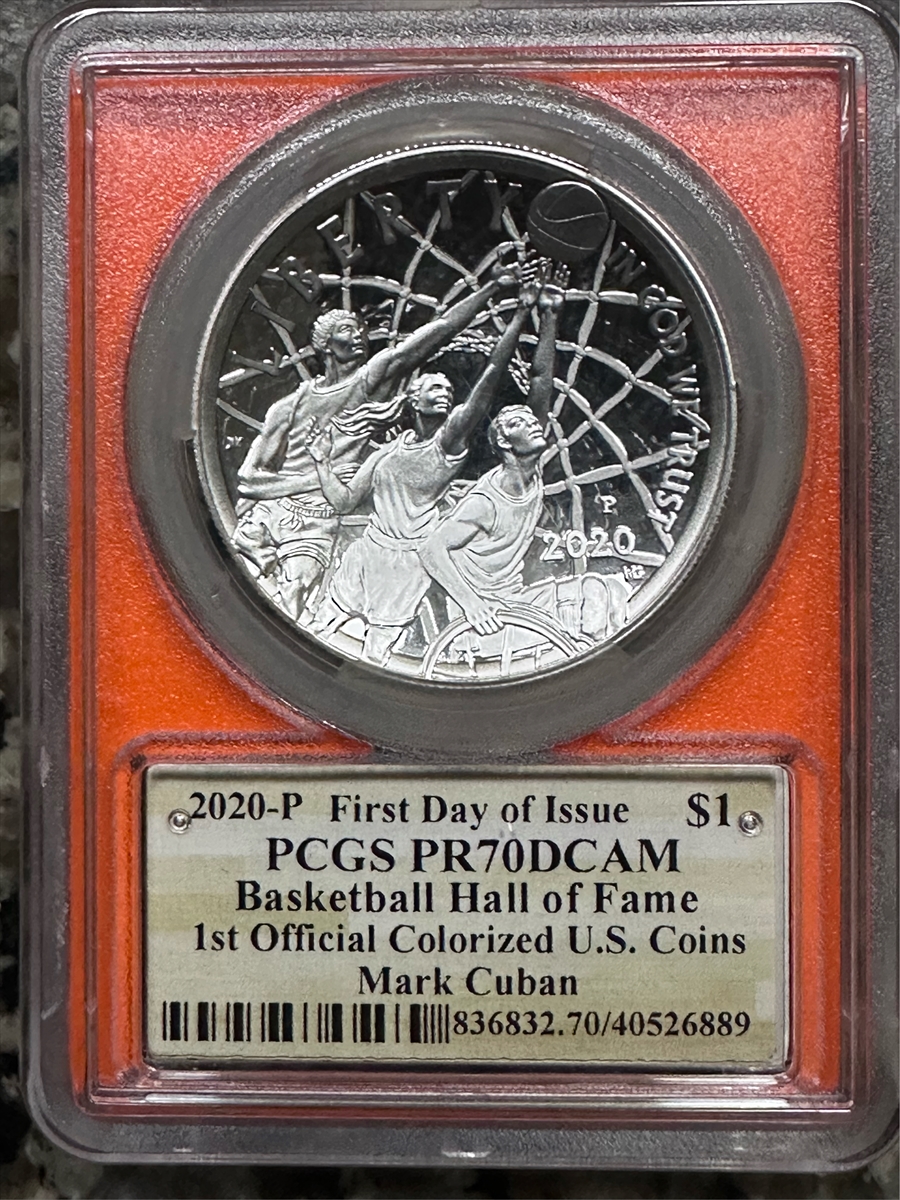 LIBERTY
IN GOD WE TRUST
P
2020
2020-P First Day of Issue $1
PCGS PR70DCAM
Basketball Hall of Fame
1st Official Colorized U.S. Coins
Mark Cuban
836832.70/40526889